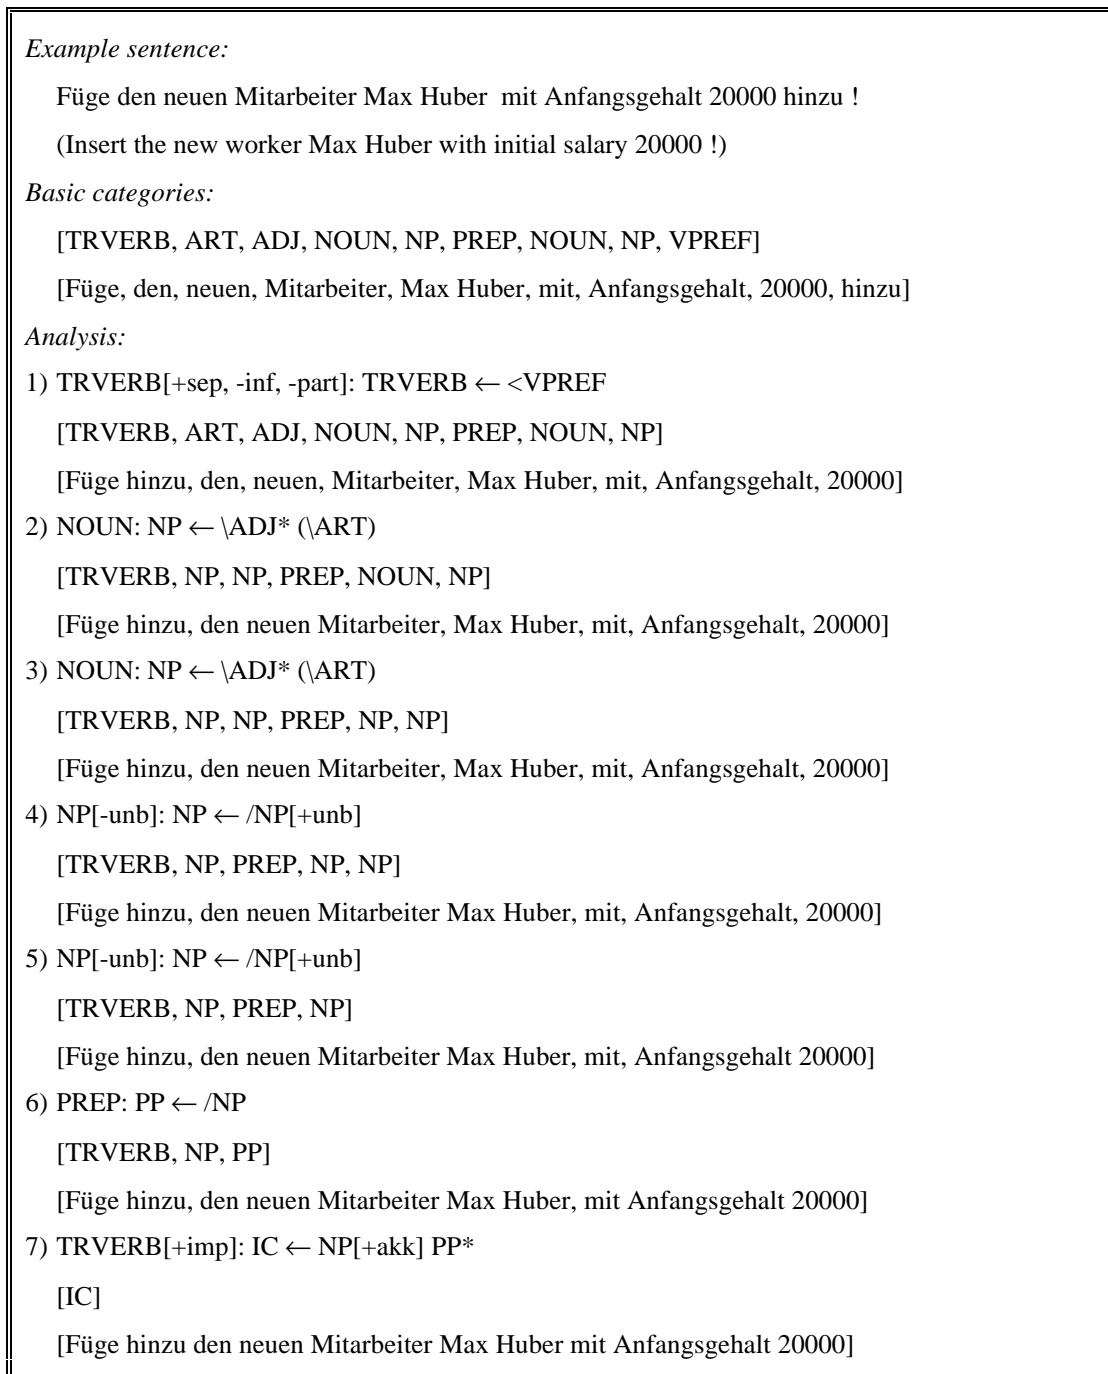 Example sentence:
Füge den neuen Mitarbeiter Max Huber  mit Anfangsgehalt 20000 hinzu !
(Insert the new worker Max Huber with initial salary 20000 !)
Basic categories:
[TRVERB, ART, ADJ, NOUN, NP, PREP, NOUN, NP, VPREF]
[Füge, den, neuen, Mitarbeiter, Max Huber, mit, Anfangsgehalt, 20000, hinzu]
Analysis:
1) TRVERB[+sep, -inf, -part]: TRVERB ← <VPREF
[TRVERB, ART, ADJ, NOUN, NP, PREP, NOUN, NP]
[Füge hinzu, den, neuen, Mitarbeiter, Max Huber, mit, Anfangsgehalt, 20000]
2) NOUN: NP ← \ADJ* (\ART)
[TRVERB, NP, NP, PREP, NOUN, NP]
[Füge hinzu, den neuen Mitarbeiter, Max Huber, mit, Anfangsgehalt, 20000]
3) NOUN: NP ← \ADJ* (\ART)
[TRVERB, NP, NP, PREP, NP, NP]
[Füge hinzu, den neuen Mitarbeiter, Max Huber, mit, Anfangsgehalt, 20000]
4) NP[-unb]: NP ← /NP[+unb]
[TRVERB, NP, PREP, NP, NP]
[Füge hinzu, den neuen Mitarbeiter Max Huber, mit, Anfangsgehalt, 20000]
5) NP[-unb]: NP ← /NP[+unb]
[TRVERB, NP, PREP, NP]
[Füge hinzu, den neuen Mitarbeiter Max Huber, mit, Anfangsgehalt 20000]
6) PREP: PP ← /NP
[TRVERB, NP, PP]
[Füge hinzu, den neuen Mitarbeiter Max Huber, mit Anfangsgehalt 20000]
7) TRVERB[+imp]: IC ← NP[+akk] PP*
[IC]
[Füge hinzu den neuen Mitarbeiter Max Huber mit Anfangsgehalt 20000]